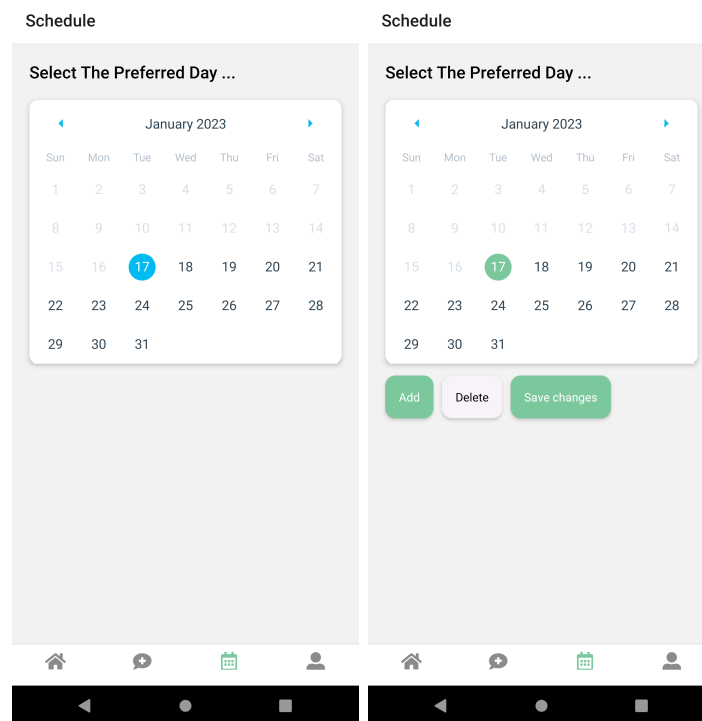 Schedule
Select The Preferred Day ...
January 2023
Sun Mon Tue Wed Thu Fri Sat
1 2 3 4 5 6 7
8 9 10 11 12 13 14
15 16 17 18 19 20 21
22 23 24 25 26 27 28
29 30 31
Schedule
Select The Preferred Day ...
January 2023
Sun Mon Tue Wed Thu Fri Sat
1 2 3 4 5 6 7
8 9 10 11 12 13 14
15 16 17 18 19 20 21
22 23 24 25 26 27 28
29 30 31
Add Delete Save changes